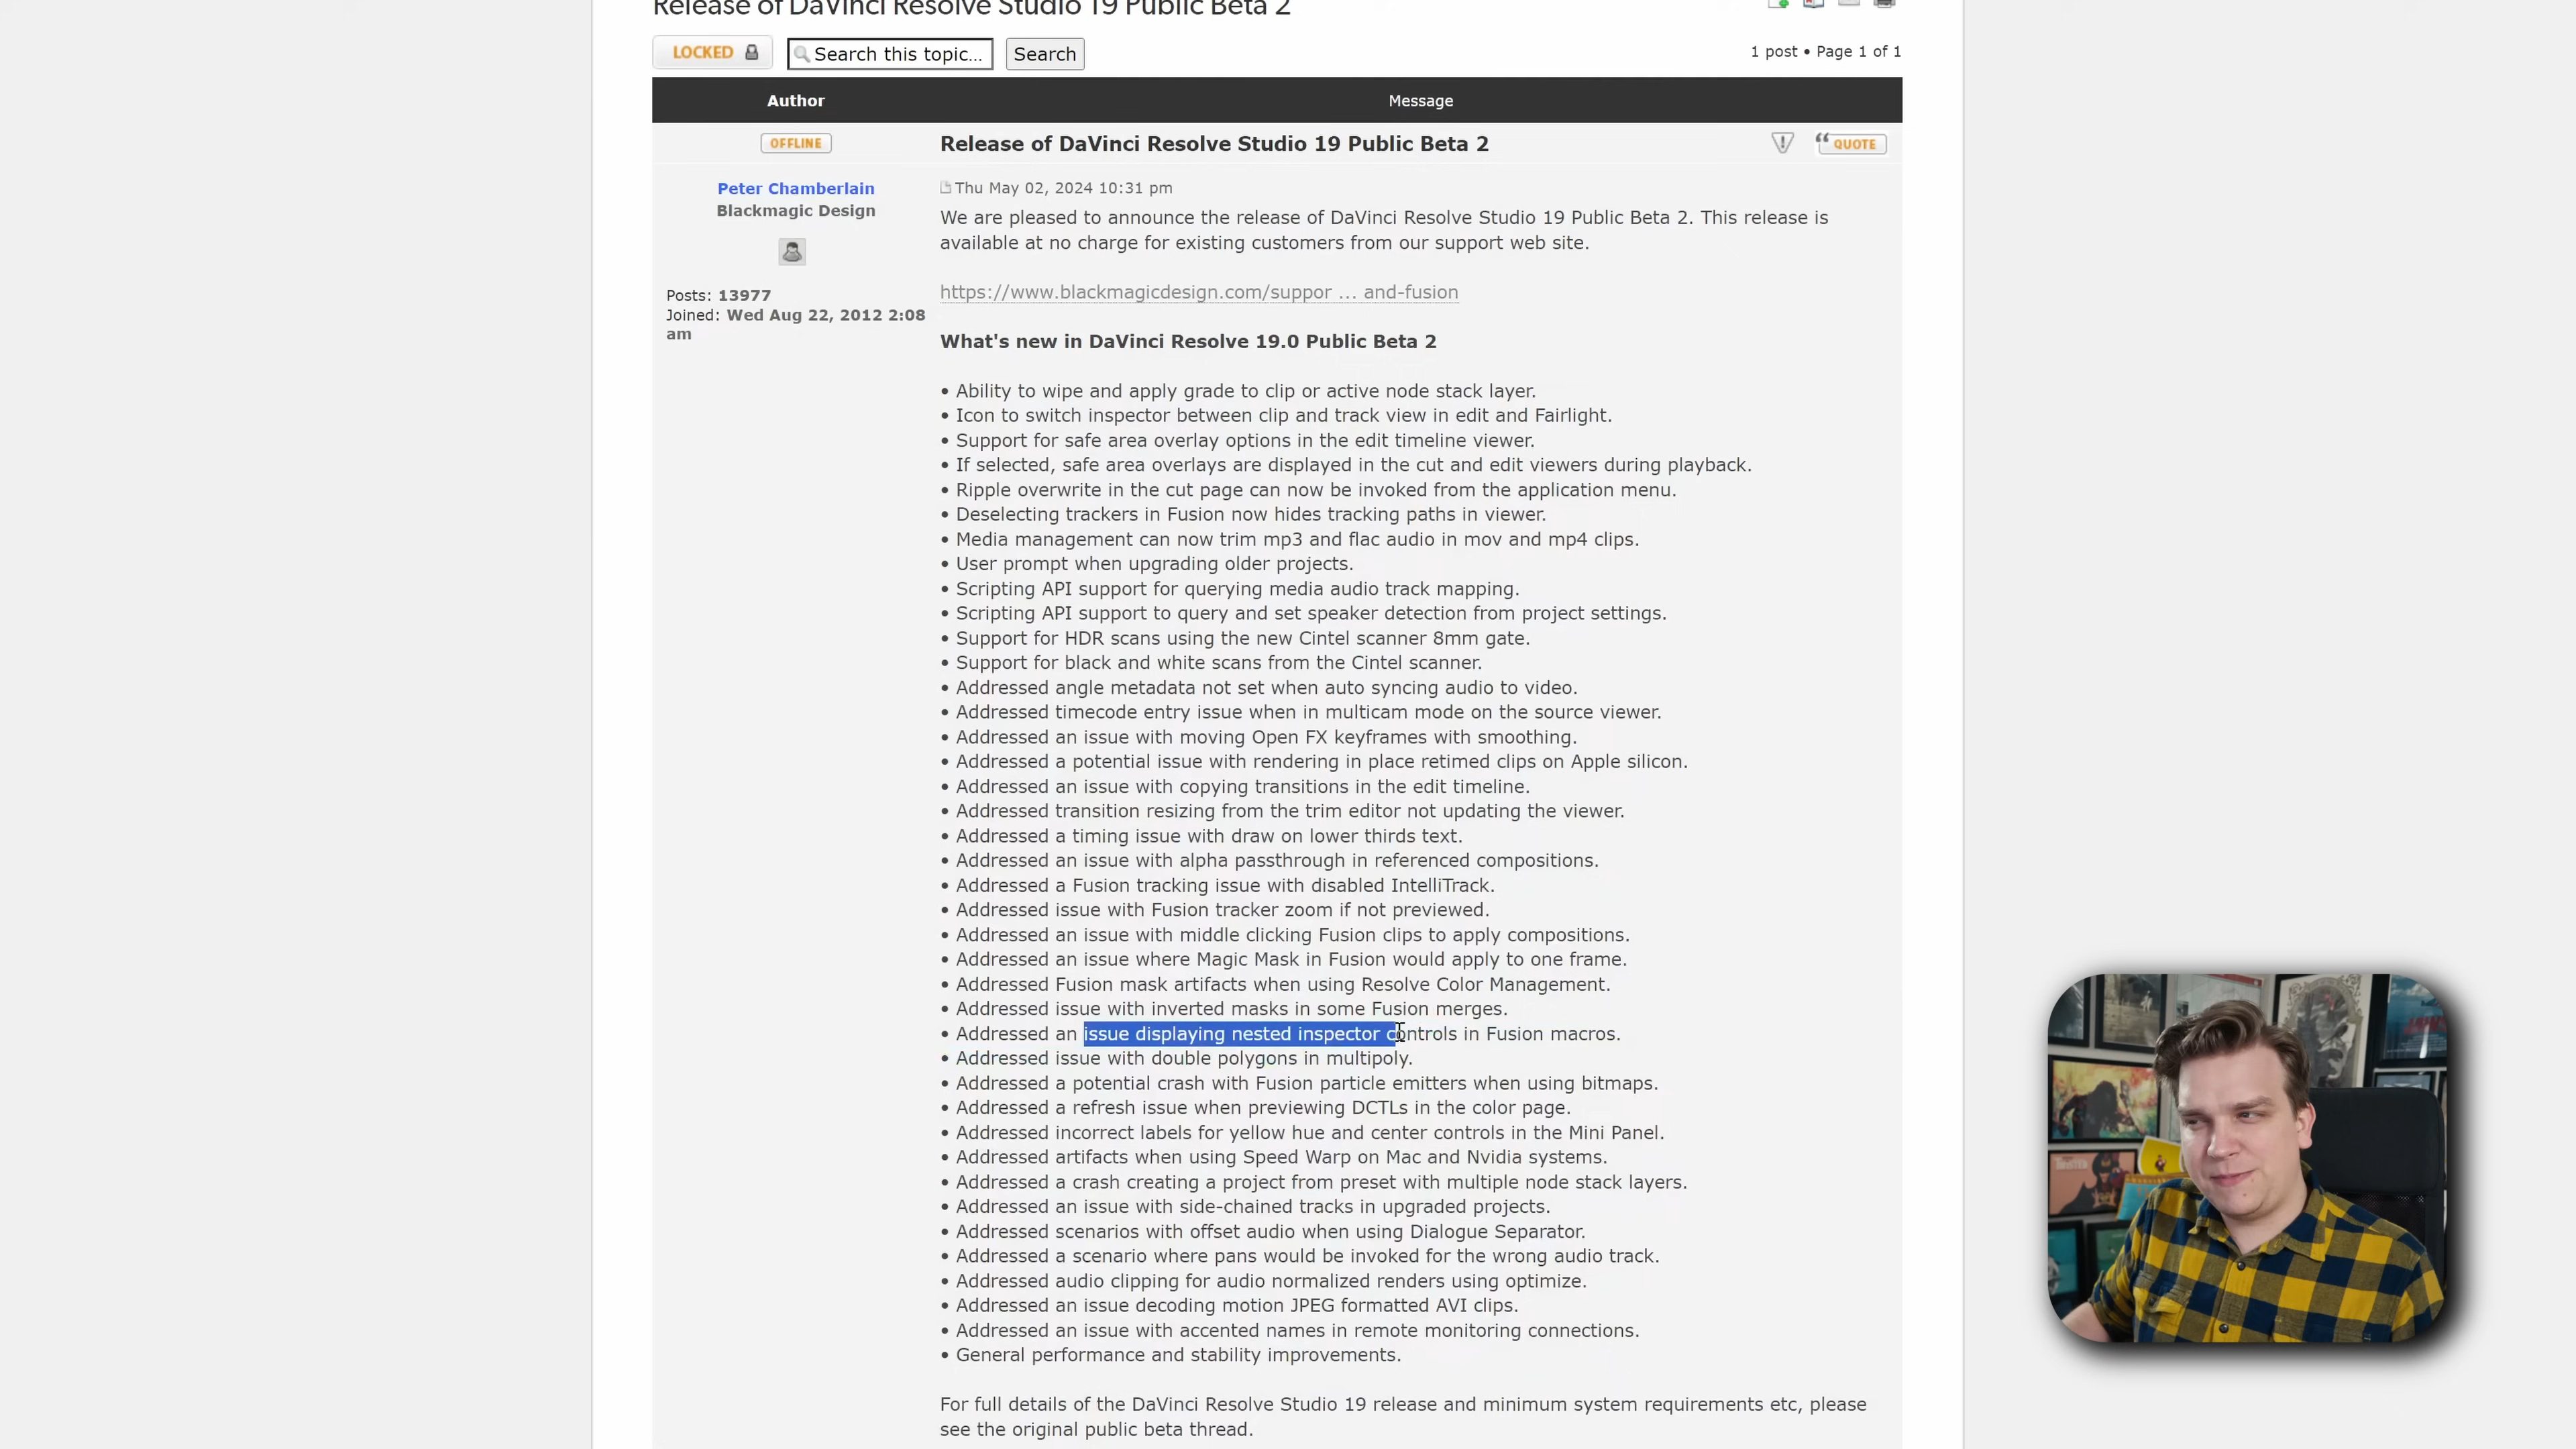 Release of DaVinci Resolve Studio 19 Public Beta 2
LOCKED
Search this topic...
Search
1 post • Page 1 of 1
Author
Message
OFFLINE
Release of DaVinci Resolve Studio 19 Public Beta 2
QUOTE
Peter Chamberlain
Blackmagic Design
Posts: 13977
Joined: Wed Aug 22, 2012 2:08
am
Thu May 02, 2024 10:31 pm
We are pleased to announce the release of DaVinci Resolve Studio 19 Public Beta 2. This release is
available at no charge for existing customers from our support web site.
https://www.blackmagicdesign.com/suppor ... and-fusion
What's new in DaVinci Resolve 19.0 Public Beta 2
• Ability to wipe and apply grade to clip or active node stack layer.
• Icon to switch inspector between clip and track view in edit and Fairlight.
• Support for safe area overlay options in the edit timeline viewer.
• If selected, safe area overlays are displayed in the cut and edit viewers during playback.
• Ripple overwrite in the cut page can now be invoked from the application menu.
• Deselecting trackers in Fusion now hides tracking paths in viewer.
• Media management can now trim mp3 and flac audio in mov and mp4 clips.
• User prompt when upgrading older projects.
• Scripting API support for querying media audio track mapping.
• Scripting API support to query and set speaker detection from project settings.
• Support for HDR scans using the new Cintel scanner 8mm gate.
• Support for black and white scans from the Cintel scanner.
• Addressed angle metadata not set when auto syncing audio to video.
• Addressed timecode entry issue when in multicam mode on the source viewer.
• Addressed an issue with moving Open FX keyframes with smoothing.
• Addressed a potential issue with rendering in place retimed clips on Apple silicon.
• Addressed an issue with copying transitions in the edit timeline.
• Addressed transition resizing from the trim editor not updating the viewer.
• Addressed a timing issue with draw on lower thirds text.
• Addressed an issue with alpha passthrough in referenced compositions.
• Addressed a Fusion tracking issue with disabled IntelliTrack.
• Addressed issue with Fusion tracker zoom if not previewed.
• Addressed an issue with middle clicking Fusion clips to apply compositions.
• Addressed an issue where Magic Mask in Fusion would apply to one frame.
• Addressed Fusion mask artifacts when using Resolve Color Management.
• Addressed issue with inverted masks in some Fusion merges.
• Addressed an issue displaying nested inspector controls in Fusion macros.
• Addressed issue with double polygons in multipoly.
• Addressed a potential crash with Fusion particle emitters when using bitmaps.
• Addressed a refresh issue when previewing DCTLs in the color page.
• Addressed incorrect labels for yellow hue and center controls in the Mini Panel.
• Addressed artifacts when using Speed Warp on Mac and Nvidia systems.
• Addressed a crash creating a project from preset with multiple node stack layers.
• Addressed an issue with side-chained tracks in upgraded projects.
• Addressed scenarios with offset audio when using Dialogue Separator.
• Addressed a scenario where pans would be invoked for the wrong audio track.
• Addressed audio clipping for audio normalized renders using optimize.
• Addressed an issue decoding motion JPEG formatted AVI clips.
• Addressed an issue with accented names in remote monitoring connections.
• General performance and stability improvements.
For full details of the DaVinci Resolve Studio 19 release and minimum system requirements etc, please
see the original public beta thread.